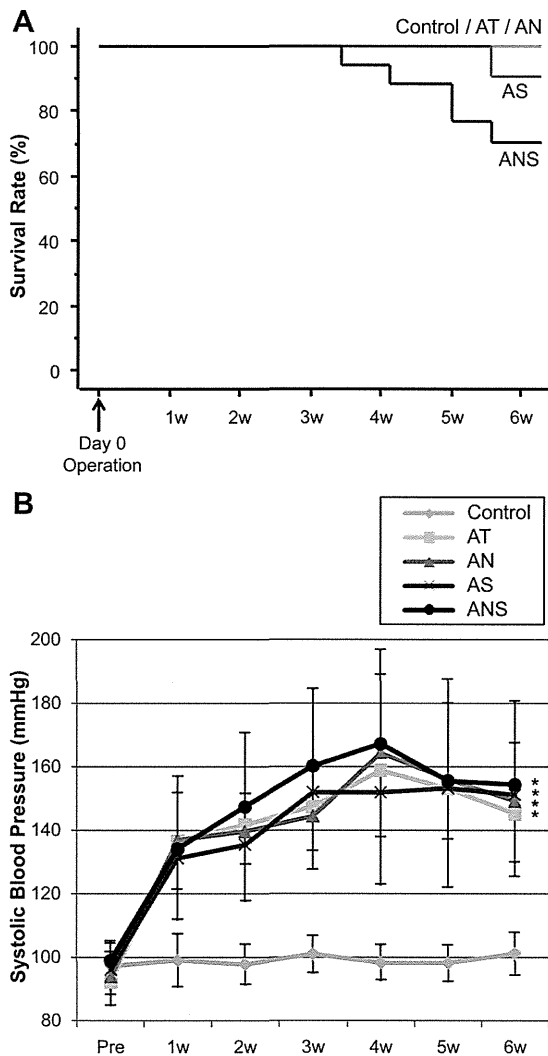 A
Control / AT / AN
100
AS
80
ANS
60
40
20
0
Survival Rate (%)
1w 2w 3w 4w 5w 6w
Day 0
Operation
B
Control
AT
AN
AS
ANS
200
180
160
140
120
100
80
Systolic Blood Pressure (mmHg)
*
*
*
*
Pre 1w 2w 3w 4w 5w 6w